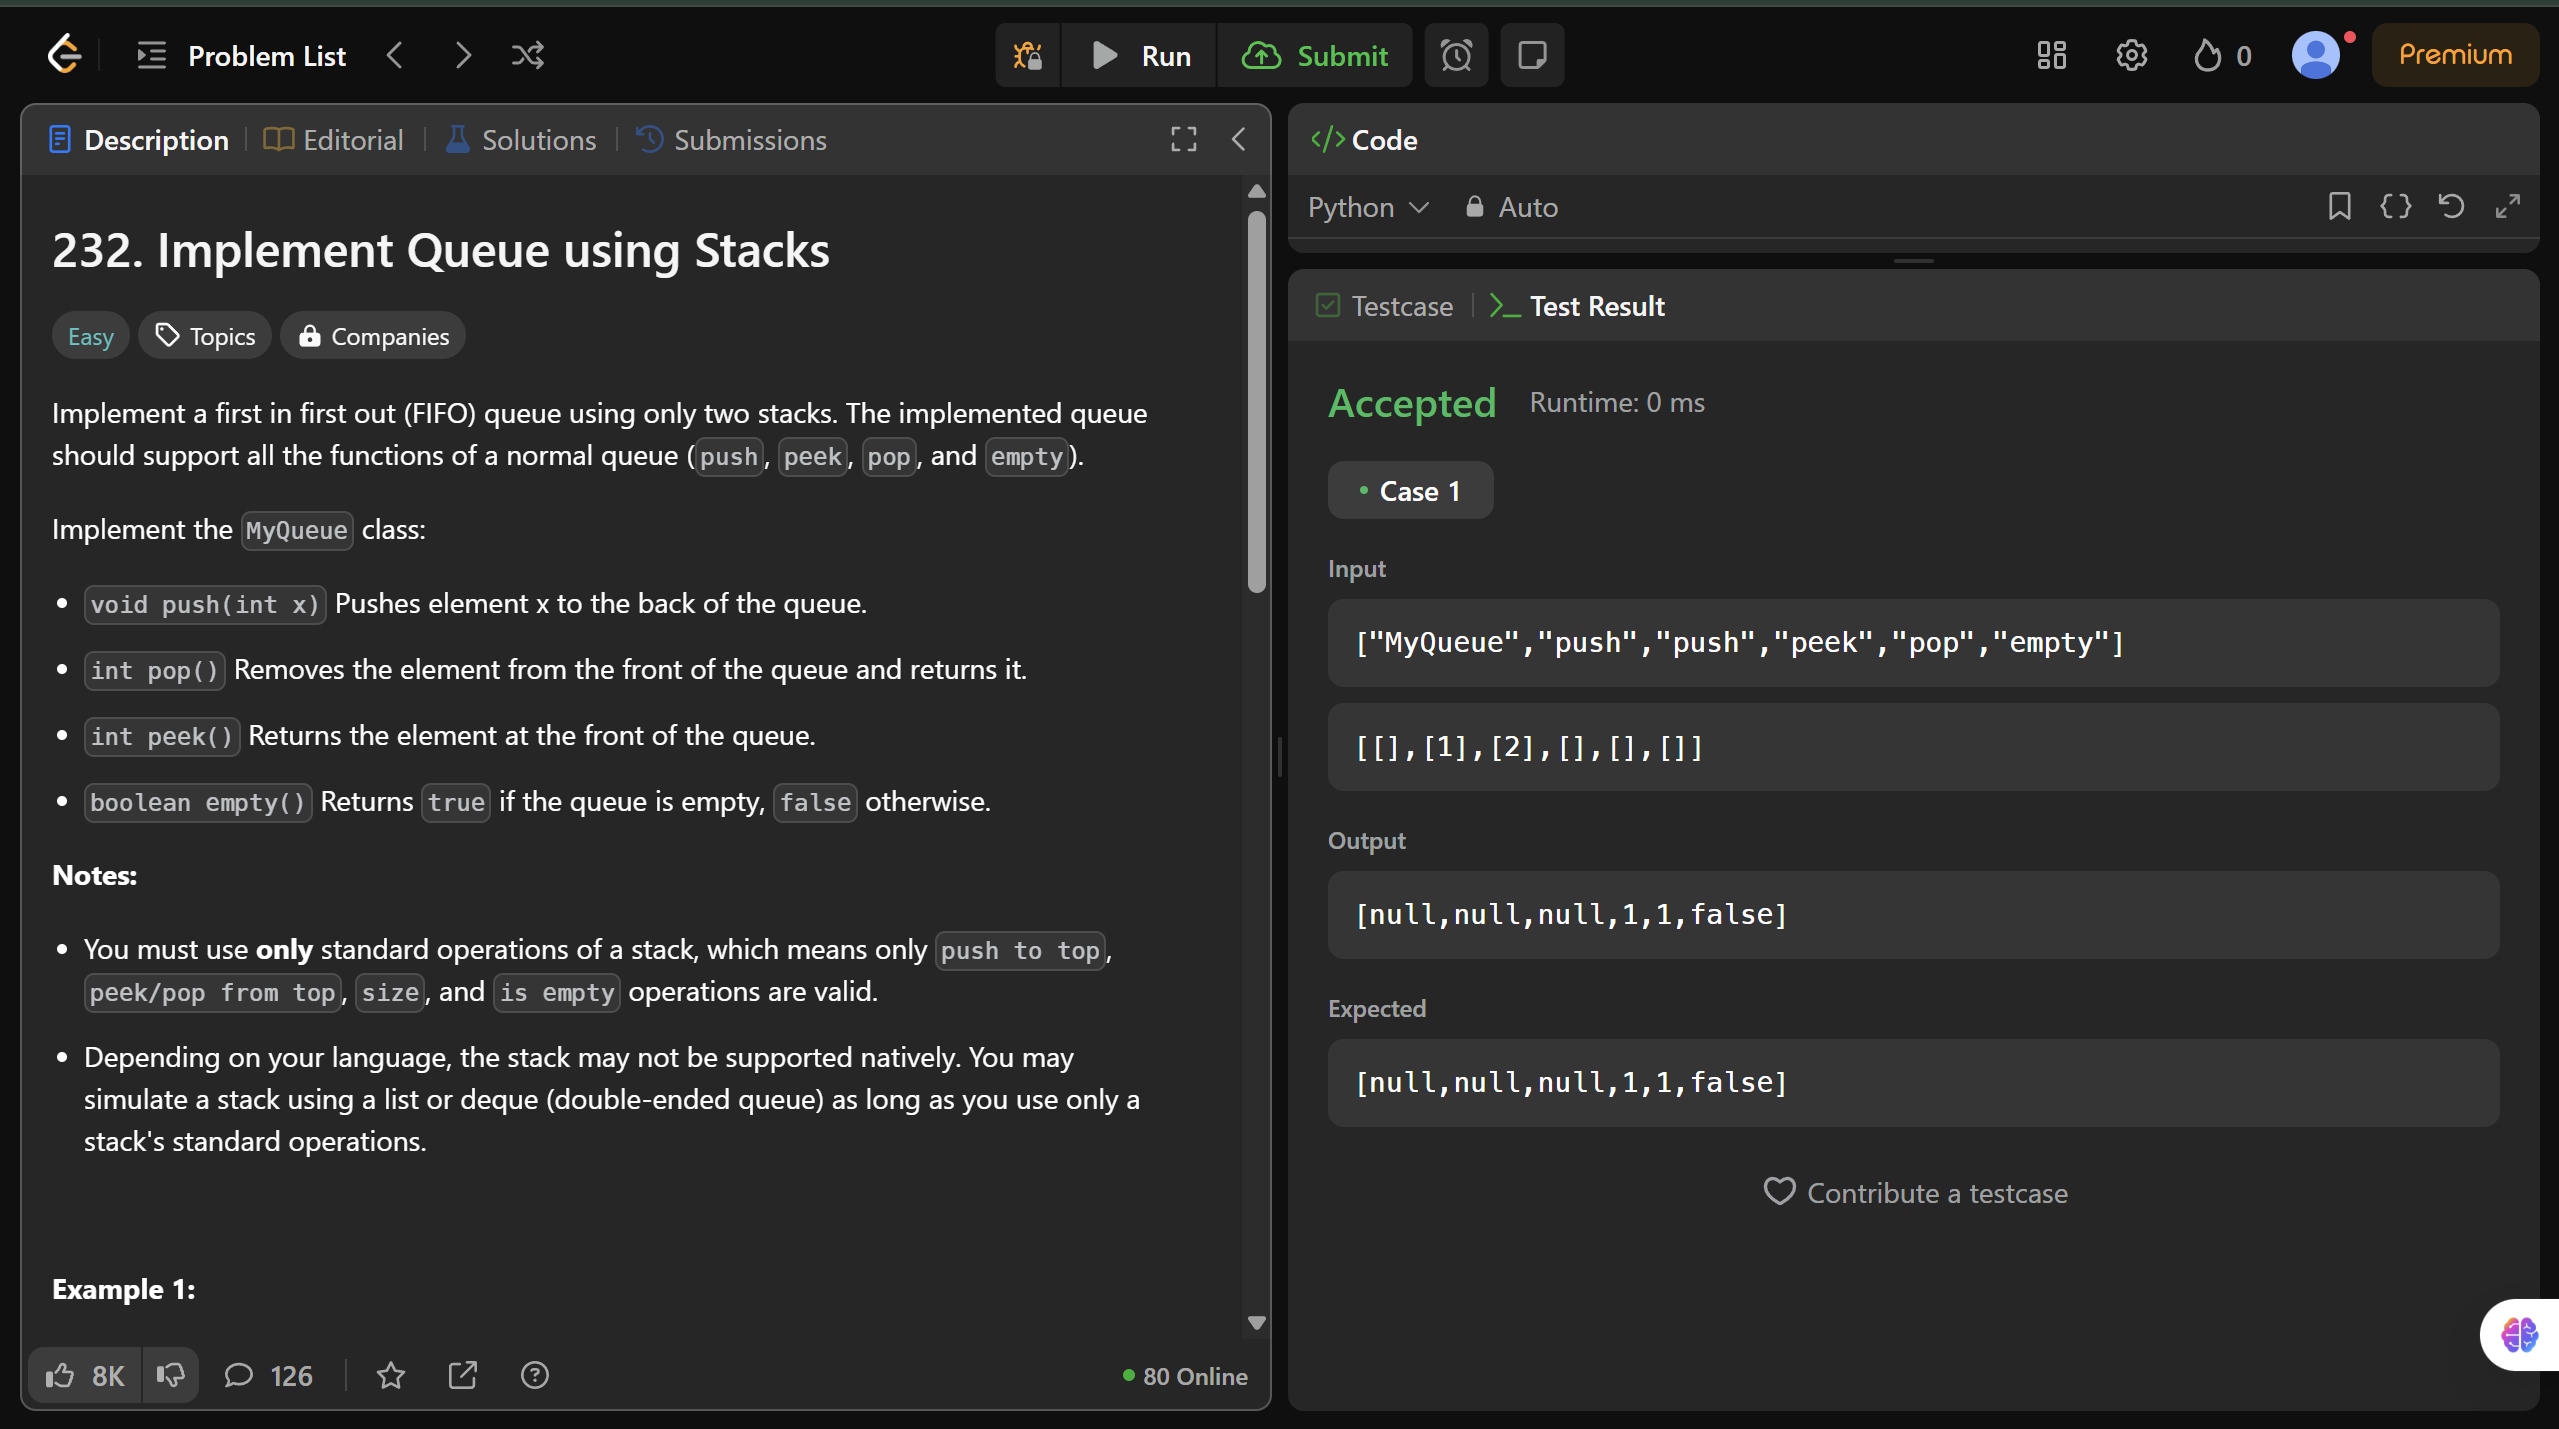 Problem List
Run
Submit
0
Premium
Description
Editorial
Solutions
Submissions
232. Implement Queue using Stacks
Easy
Topics
Companies
Implement a first in first out (FIFO) queue using only two stacks. The implemented queue
should support all the functions of a normal queue (push, peek, pop, and empty).
Implement the MyQueue class:
• void push(int x) Pushes element x to the back of the queue.
• int pop() Removes the element from the front of the queue and returns it.
• int peek() Returns the element at the front of the queue.
• boolean empty() Returns true if the queue is empty, false otherwise.
Notes:
• You must use only standard operations of a stack, which means only push to top,
peek/pop from top, size, and is empty operations are valid.
• Depending on your language, the stack may not be supported natively. You may
simulate a stack using a list or deque (double-ended queue) as long as you use only a
stack's standard operations.
Example 1:
8K
126
80 Online
</> Code
Python
Auto
Testcase
Test Result
Accepted
Runtime: 0 ms
• Case 1
Input
["MyQueue","push","push","peek","pop","empty"]
[[],[1],[2],[],[],[]]
Output
[null,null,null,1,1,false]
Expected
[null,null,null,1,1,false]
Contribute a testcase